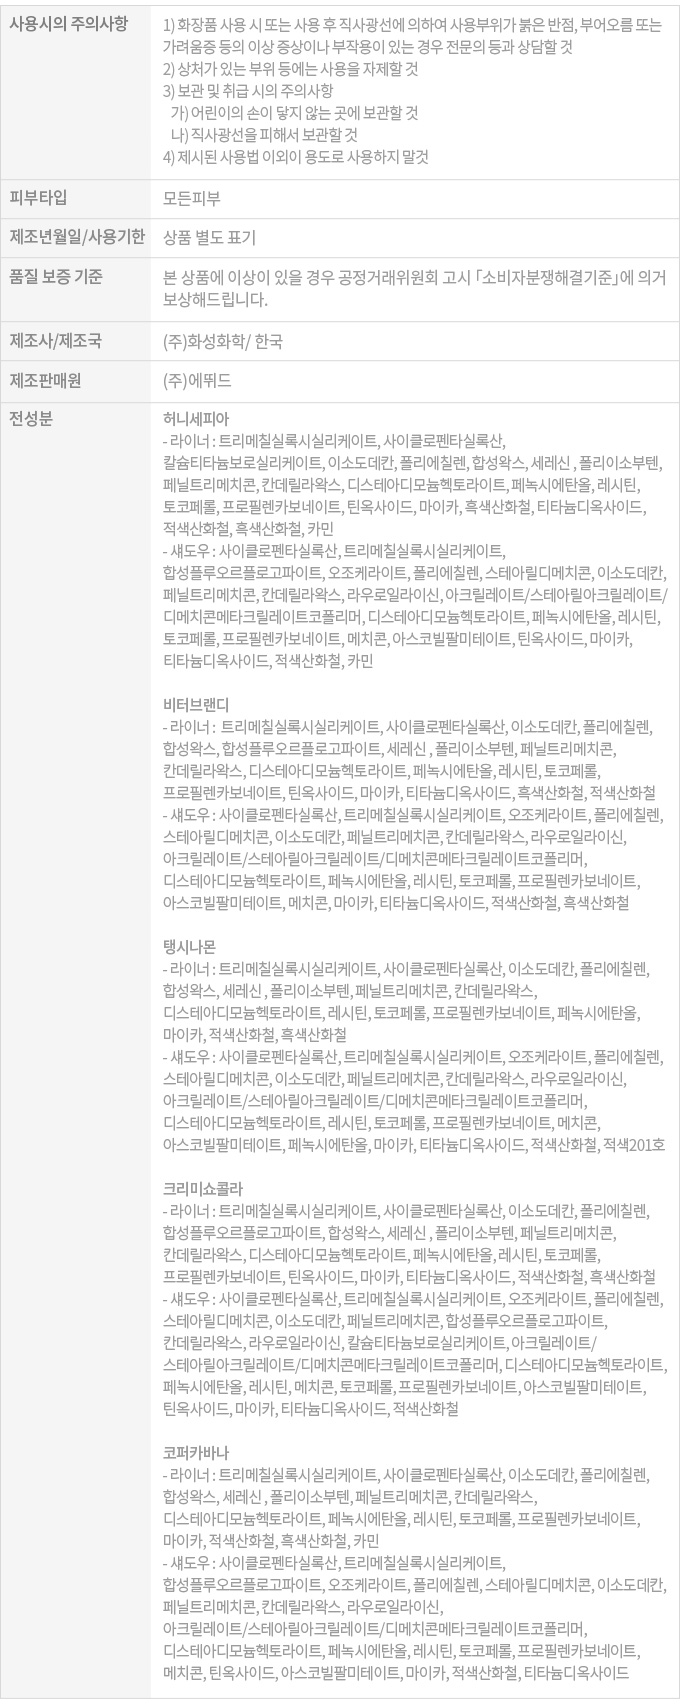 사용시의 주의사항
1) 화장품 사용 시 또는 사용 후 직사광선에 의하여 사용부위가 붉은 반점, 부어오름 또는
가려움증 등의 이상 증상이나 부작용이 있는 경우 전문의 등과 상담할 것
2) 상처가 있는 부위 등에는 사용을 자제할 것
3) 보관 및 취급 시의 주의사항
가) 어린이의 손이 닿지 않는 곳에 보관할 것
나) 직사광선을 피해서 보관할 것
4) 제시된 사용법 이외이 용도로 사용하지 말것
피부타입
모든피부
제조년월일/사용기한
상품 별도 표기
품질 보증 기준
본 상품에 이상이 있을 경우 공정거래위원회 고시 「소비자분쟁해결기준」에 의거
보상해드립니다.
제조사/제조국
(주)화성화학/ 한국
제조판매원
(주)에뛰드
전성분
허니세피아
- 라이너 : 트리메칠실록시실리케이트, 사이클로펜타실록산,
칼슘티타늄보로실리케이트, 이소도데칸, 폴리에칠렌, 합성왁스, 세레신 , 폴리이소부텐,
페닐트리메치콘, 칸데릴라왁스, 디스테아디모늄헥토라이트, 페녹시에탄올, 레시틴,
토코페롤, 프로필렌카보네이트, 틴옥사이드, 마이카, 흑색산화철, 티타늄디옥사이드,
적색산화철, 흑색산화철, 카민
- 섀도우 : 사이클로펜타실록산, 트리메칠실록시실리케이트,
합성플루오르플로고파이트, 오조케라이트, 폴리에칠렌, 스테아릴디메치콘, 이소도데칸,
페닐트리메치콘, 칸데릴라왁스, 라우로일라이신, 아크릴레이트/스테아릴아크릴레이트/
디메치콘메타크릴레이트코폴리머, 디스테아디모늄헥토라이트, 페녹시에탄올, 레시틴,
토코페롤, 프로필렌카보네이트, 메치콘, 아스코빌팔미테이트, 틴옥사이드, 마이카,
티타늄디옥사이드, 적색산화철, 카민
비터브랜디
- 라이너 : 트리메칠실록시실리케이트, 사이클로펜타실록산, 이소도데칸, 폴리에칠렌,
합성왁스, 합성플루오르플로고파이트, 세레신 , 폴리이소부텐, 페닐트리메치콘,
칸데릴라왁스, 디스테아디모늄헥토라이트, 페녹시에탄올, 레시틴, 토코페롤,
프로필렌카보네이트, 틴옥사이드, 마이카, 티타늄디옥사이드, 흑색산화철, 적색산화철
- 섀도우 : 사이클로펜타실록산, 트리메칠실록시실리케이트, 오조케라이트, 폴리에칠렌,
스테아릴디메치콘, 이소도데칸, 페닐트리메치콘, 칸데릴라왁스, 라우로일라이신,
아크릴레이트/스테아릴아크릴레이트/디메치콘메타크릴레이트코폴리머,
디스테아디모늄헥토라이트, 페녹시에탄올, 레시틴, 토코페롤, 프로필렌카보네이트,
아스코빌팔미테이트, 메치콘, 마이카, 티타늄디옥사이드, 적색산화철, 흑색산화철
탱시나몬
- 라이너 : 트리메칠실록시실리케이트, 사이클로펜타실록산, 이소도데칸, 폴리에칠렌,
합성왁스, 세레신 , 폴리이소부텐, 페닐트리메치콘, 칸데릴라왁스,
디스테아디모늄헥토라이트, 레시틴, 토코페롤, 프로필렌카보네이트, 페녹시에탄올,
마이카, 적색산화철, 흑색산화철
- 섀도우 : 사이클로펜타실록산, 트리메칠실록시실리케이트, 오조케라이트, 폴리에칠렌,
스테아릴디메치콘, 이소도데칸, 페닐트리메치콘, 칸데릴라왁스, 라우로일라이신,
아크릴레이트/스테아릴아크릴레이트/디메치콘메타크릴레이트코폴리머,
디스테아디모늄헥토라이트, 레시틴, 토코페롤, 프로필렌카보네이트, 메치콘,
아스코빌팔미테이트, 페녹시에탄올, 마이카, 티타늄디옥사이드, 적색산화철, 적색201호
크리미쇼콜라
- 라이너 : 트리메칠실록시실리케이트, 사이클로펜타실록산, 이소도데칸, 폴리에칠렌,
합성플루오르플로고파이트, 합성왁스, 세레신 , 폴리이소부텐, 페닐트리메치콘,
칸데릴라왁스, 디스테아디모늄헥토라이트, 페녹시에탄올, 레시틴, 토코페롤,
프로필렌카보네이트, 틴옥사이드, 마이카, 티타늄디옥사이드, 적색산화철, 흑색산화철
- 섀도우 : 사이클로펜타실록산, 트리메칠실록시실리케이트, 오조케라이트, 폴리에칠렌,
스테아릴디메치콘, 이소도데칸, 페닐트리메치콘, 합성플루오르플로고파이트,
칸데릴라왁스, 라우로일라이신, 칼슘티타늄보로실리케이트, 아크릴레이트/
스테아릴아크릴레이트/디메치콘메타크릴레이트코폴리머, 디스테아디모늄헥토라이트,
페녹시에탄올, 레시틴, 메치콘, 토코페롤, 프로필렌카보네이트, 아스코빌팔미테이트,
틴옥사이드, 마이카, 티타늄디옥사이드, 적색산화철
코퍼카바나
- 라이너 : 트리메칠실록시실리케이트, 사이클로펜타실록산, 이소도데칸, 폴리에칠렌,
합성왁스, 세레신 , 폴리이소부텐, 페닐트리메치콘, 칸데릴라왁스,
디스테아디모늄헥토라이트, 페녹시에탄올, 레시틴, 토코페롤, 프로필렌카보네이트,
마이카, 적색산화철, 흑색산화철, 카민
- 섀도우 : 사이클로펜타실록산, 트리메칠실록시실리케이트,
합성플루오르플로고파이트, 오조케라이트, 폴리에칠렌, 스테아릴디메치콘, 이소도데칸,
페닐트리메치콘, 칸데릴라왁스, 라우로일라이신,
아크릴레이트/스테아릴아크릴레이트/디메치콘메타크릴레이트코폴리머,
디스테아디모늄헥토라이트, 페녹시에탄올, 레시틴, 토코페롤, 프로필렌카보네이트,
메치콘, 틴옥사이드, 아스코빌팔미테이트, 마이카, 적색산화철, 티타늄디옥사이드